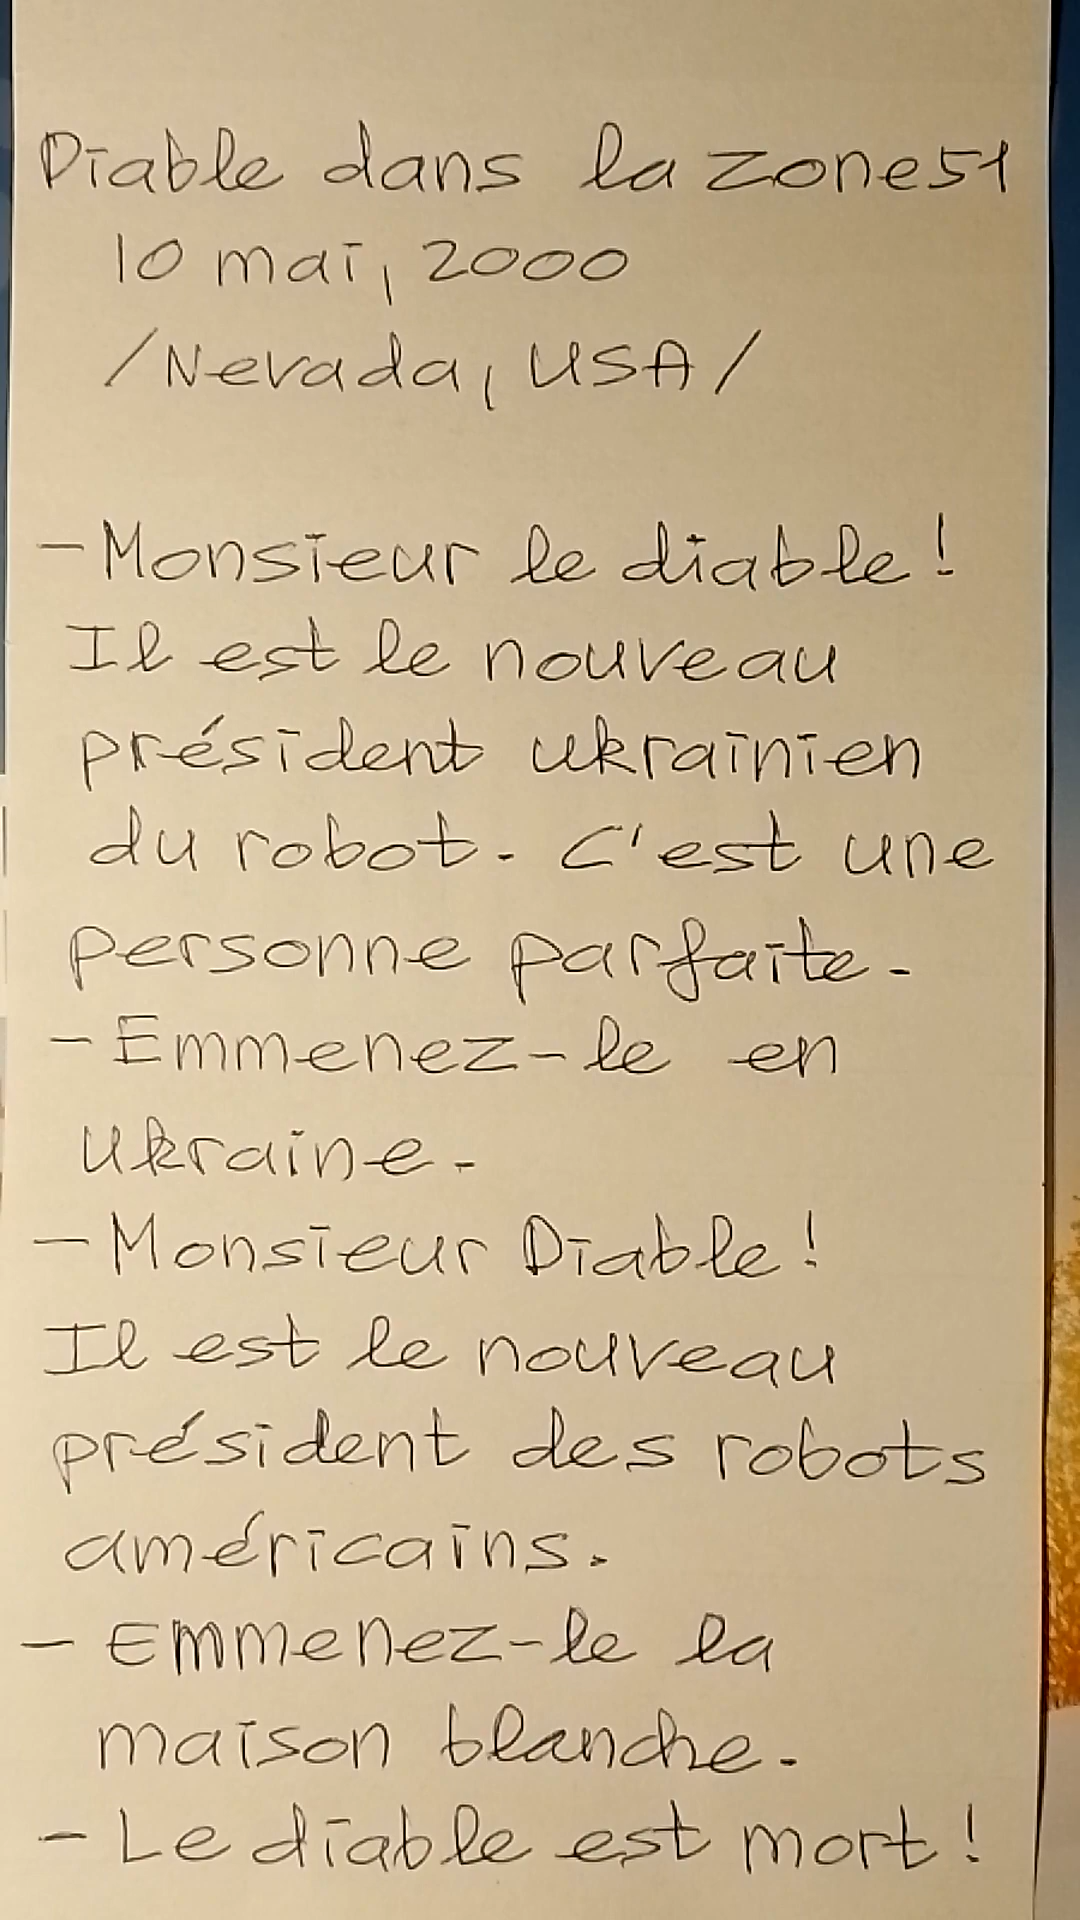 Diable dans la zone51
10 mai, 2000
/Nevada, USA/
- Monsieur le diable!
Il est le nouveau
président ukrainien
du robot. C'est une
personne parfaite.
- Emmenez-le en
Ukraine.
- Monsieur Diable!
Il est le nouveau
président des robots
américains.
- Emmenez-le la
maison blanche.
- Le diable est mort!